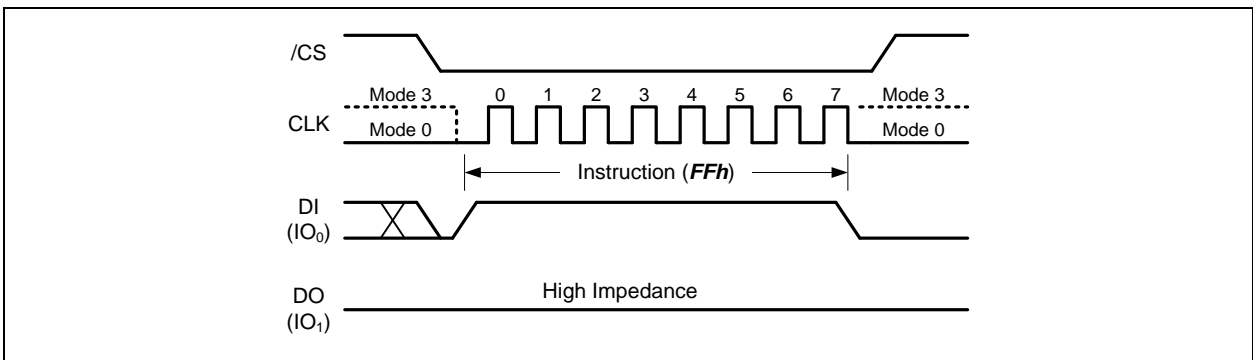 /CS
Mode 3 0 1 2 3 4 5 6 7 Mode 3
CLK
Mode 0 Mode 0
Instruction (FFh)
DI
(IO₀)
High Impedance
DO
(IO₁)